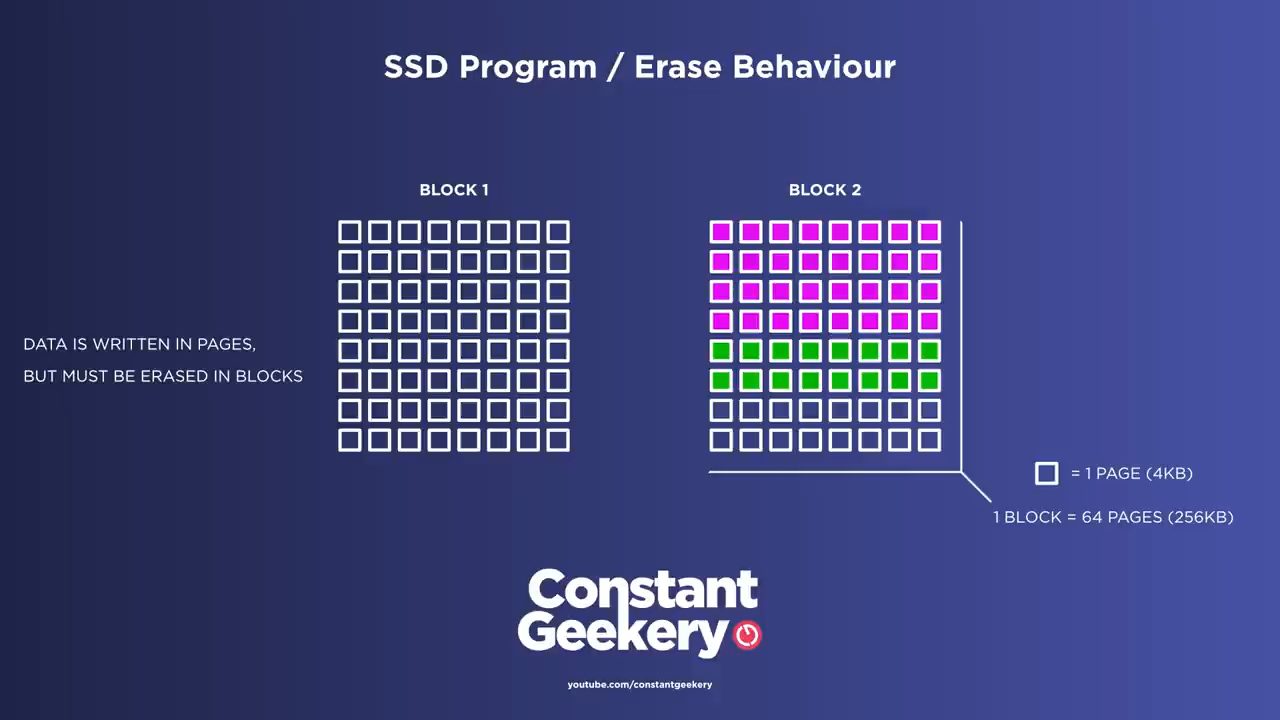 SSD Program / Erase Behaviour
BLOCK 1
BLOCK 2
DATA IS WRITTEN IN PAGES,
BUT MUST BE ERASED IN BLOCKS
= 1 PAGE (4KB)
1 BLOCK = 64 PAGES (256KB)
Constant
Geekery
youtube.com/constantgeekery